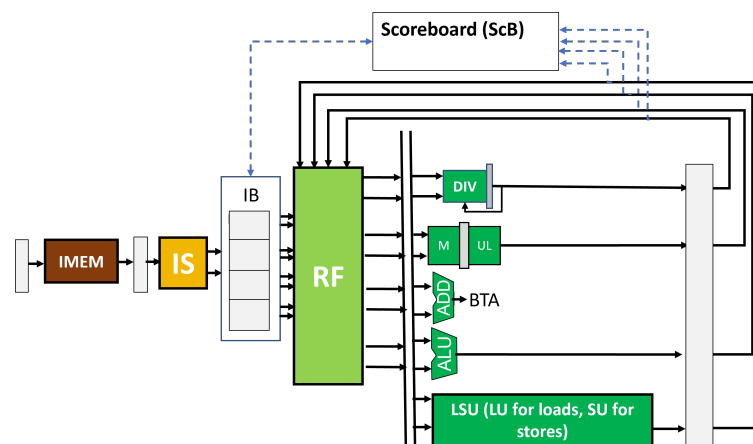 Scoreboard (ScB)
IB
IMEM
IS
RF
DIV
M
UL
ADD
BTA
ALU
LSU (LU for loads, SU for
stores)